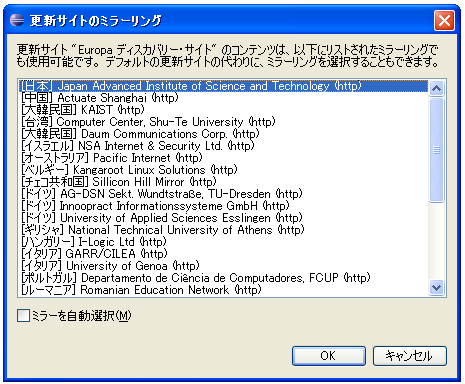 更新サイトのミラーリング
更新サイト "Europa ディスカバリー・サイト" のコンテンツは、以下にリストされたミラーリングで
も使用可能です。 デフォルトの更新サイトの代わりに、ミラーリングを選択することもできます。
[日本] Japan Advanced Institute of Science and Technology (http)
[中国] Actuate Shanghai (http)
[大韓民国] KAIST (http)
[台湾] Computer Center, Shu-Te University (http)
[大韓民国] Daum Communications Corp. (http)
[イスラエル] NSA Internet & Security Ltd. (http)
[オーストラリア] Pacific Internet (http)
[ベルギー] Kangaroot Linux Solutions (http)
[チェコ共和国] Sillicon Hill Mirror (http)
[ドイツ] AG-DSN Sekt. Wundtstraße, TU-Dresden (http)
[ドイツ] Innoopract Informationssysteme GmbH (http)
[ドイツ] University of Applied Sciences Esslingen (http)
[ギリシャ] National Technical University of Athens (http)
[ハンガリー] I-Logic Ltd (http)
[イタリア] GARR/CILEA (http)
[イタリア] University of Genoa (http)
[ポルトガル] Departamento de Ciência de Computadores, FCUP (http)
[ルーマニア] Romanian Education Network (http)
ミラーを自動選択(M)
OK
キャンセル